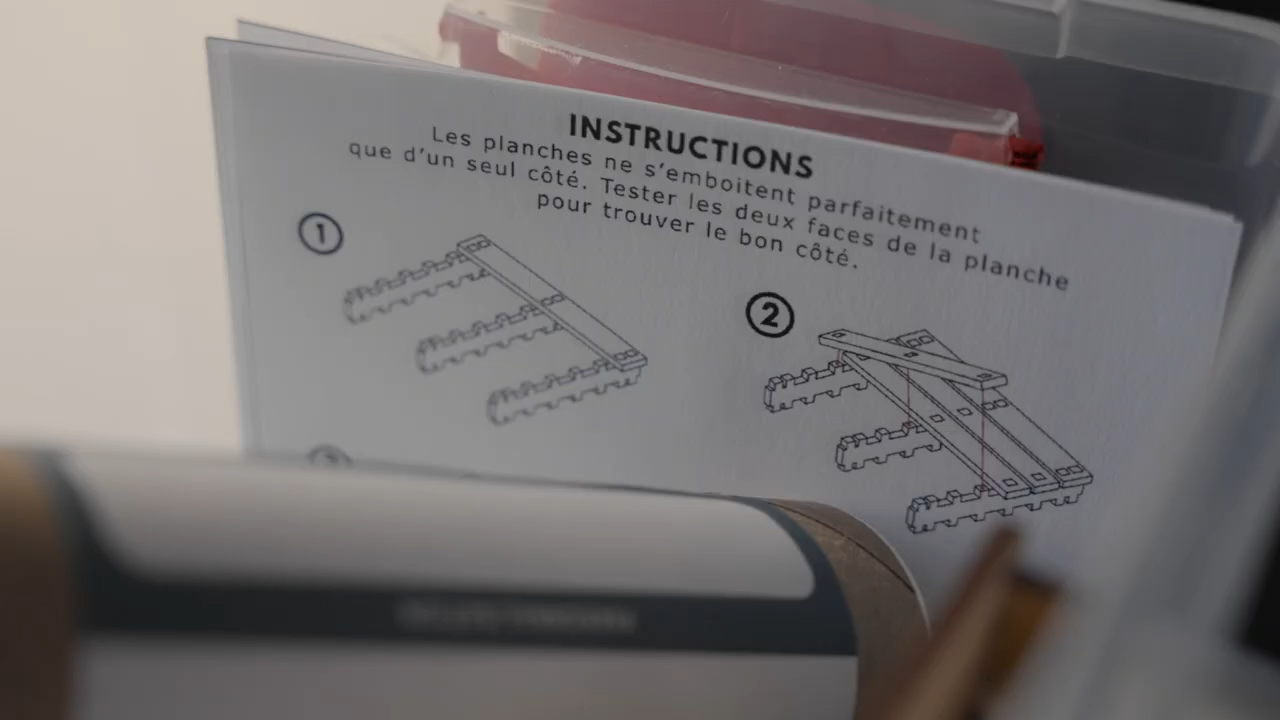 INSTRUCTIONS
Les planches ne s'emboitent parfaitement
que d'un seul côté. Tester les deux faces de la planche
pour trouver le bon côté.
1
2